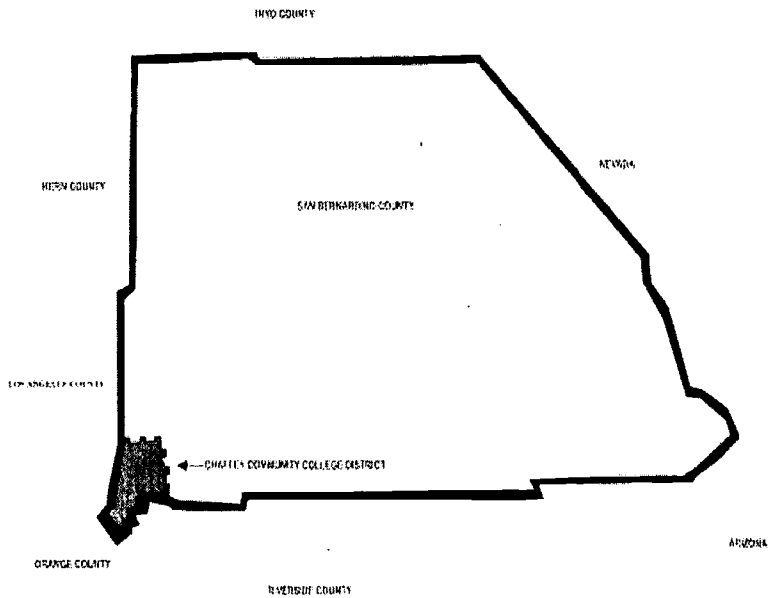 INYO COUNTY
NEVADA
KERN COUNTY
SAN BERNARDINO COUNTY
LOS ANGELES COUNTY
CHAFFEY COMMUNITY COLLEGE DISTRICT
ARIZONA
ORANGE COUNTY
RIVERSIDE COUNTY